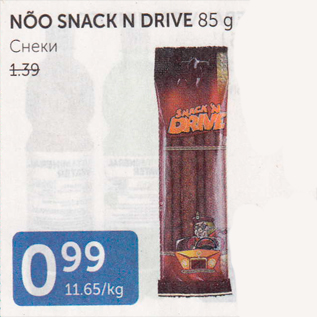 NÕO SNACK N DRIVE 85 g
Снеки
1.39
SNACK 'N
DRIVE
0.99
11.65/kg